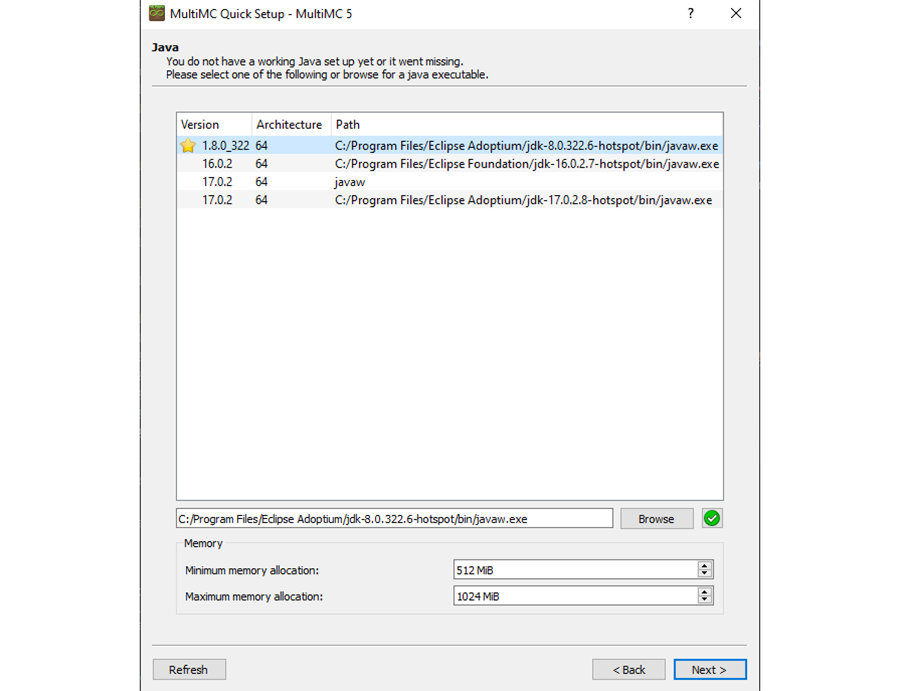 MultiMC Quick Setup - MultiMC 5 ?
Java
You do not have a working Java set up yet or it went missing.
Please select one of the following or browse for a java executable.
Version Architecture Path
1.8.0_322 64 C:/Program Files/Eclipse Adoptium/jdk-8.0.322.6-hotspot/bin/javaw.exe
16.0.2 64 C:/Program Files/Eclipse Foundation/jdk-16.0.2.7-hotspot/bin/javaw.exe
17.0.2 64 javaw
17.0.2 64 C:/Program Files/Eclipse Adoptium/jdk-17.0.2.8-hotspot/bin/javaw.exe
C:/Program Files/Eclipse Adoptium/jdk-8.0.322.6-hotspot/bin/javaw.exe Browse
Memory
Minimum memory allocation: 512 MiB
Maximum memory allocation: 1024 MiB
Refresh < Back Next >